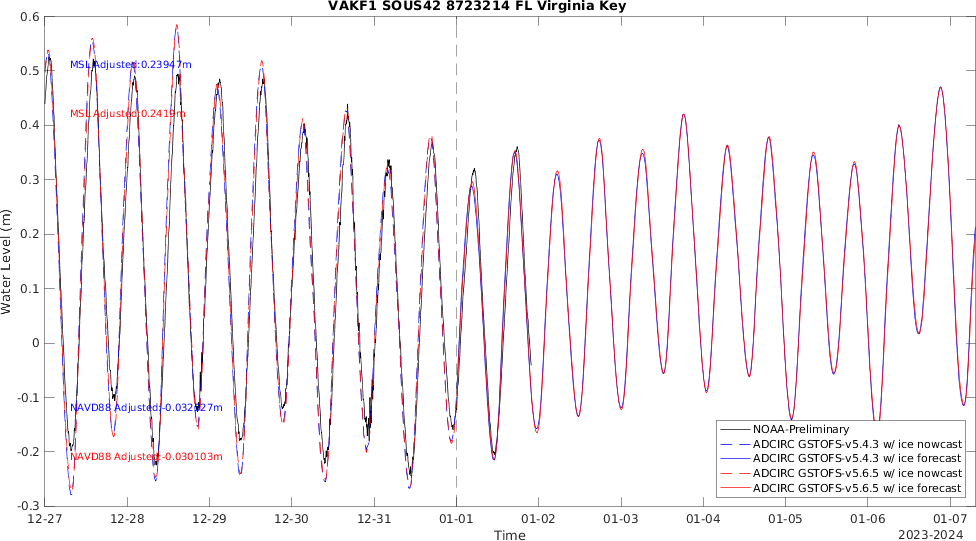 VAKF1 SOUS42 8723214 FL Virginia Key
0.6
0.5
0.4
0.3
0.2
0.1
0
-0.1
-0.2
-0.3
Water Level (m)
MSL Adjusted:0.23947m
MSL Adjusted:0.2419m
NAVD88 Adjusted:-0.032527m
NAVD88 Adjusted:-0.030103m
NOAA-Preliminary
ADCIRC GSTOFS-v5.4.3 w/ ice nowcast
ADCIRC GSTOFS-v5.4.3 w/ ice forecast
ADCIRC GSTOFS-v5.6.5 w/ ice nowcast
ADCIRC GSTOFS-v5.6.5 w/ ice forecast
12-27 12-28 12-29 12-30 12-31 01-01 01-02 01-03 01-04 01-05 01-06 01-07
Time
2023-2024